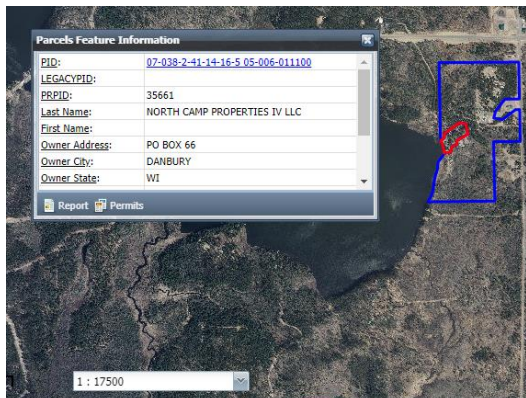 Parcels Feature Information
PID: 07-038-2-41-14-16-5 05-006-011100
LEGACYPID:
PRPID: 35661
Last Name: NORTH CAMP PROPERTIES IV LLC
First Name:
Owner Address: PO BOX 66
Owner City: DANBURY
Owner State: WI
Report Permits
1 : 17500